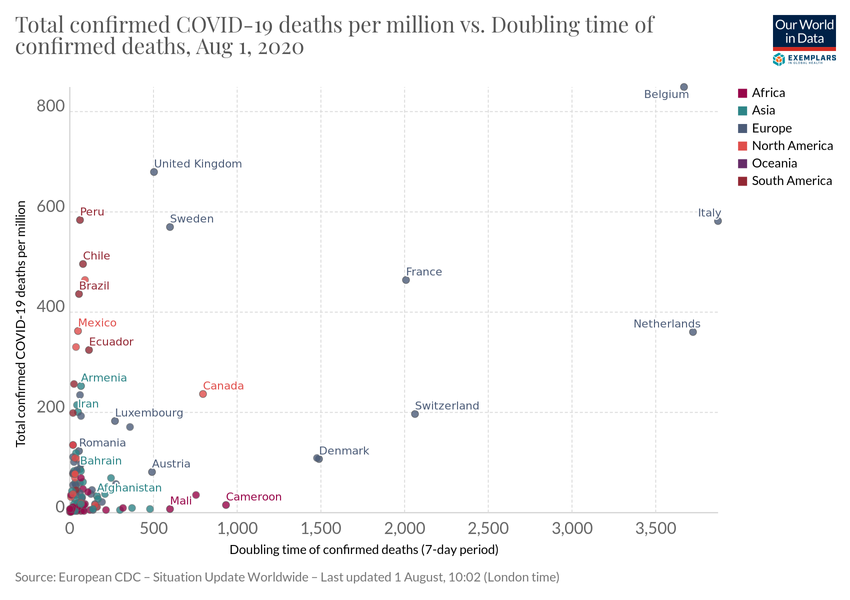 Total confirmed COVID-19 deaths per million vs. Doubling time of
confirmed deaths, Aug 1, 2020
Our World
in Data
EXEMPLARS
IN GLOBAL HEALTH
Africa
Asia
Europe
North America
Oceania
South America
Total confirmed COVID-19 deaths per million
800
600
400
200
0
Belgium
United Kingdom
Peru
Sweden
Italy
Chile
France
Brazil
Mexico
Netherlands
Ecuador
Armenia
Canada
Iran
Luxembourg
Switzerland
Romania
Denmark
Bahrain
Austria
Afghanistan
Mali
Cameroon
0
500
1,000
1,500
2,000
2,500
3,000
3,500
Doubling time of confirmed deaths (7-day period)
Source: European CDC – Situation Update Worldwide – Last updated 1 August, 10:02 (London time)